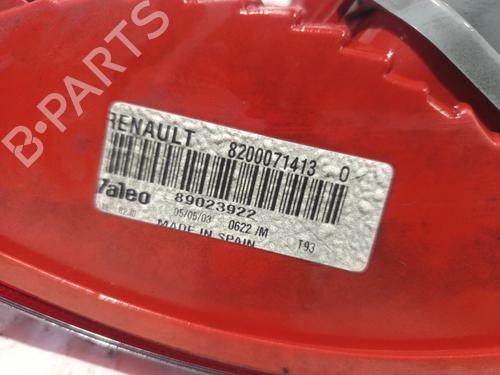 B-PARTS
RENAULT 8200071413 0
89023922
Valeo 05/05/03 0622 /M T93
MADE IN SPAIN